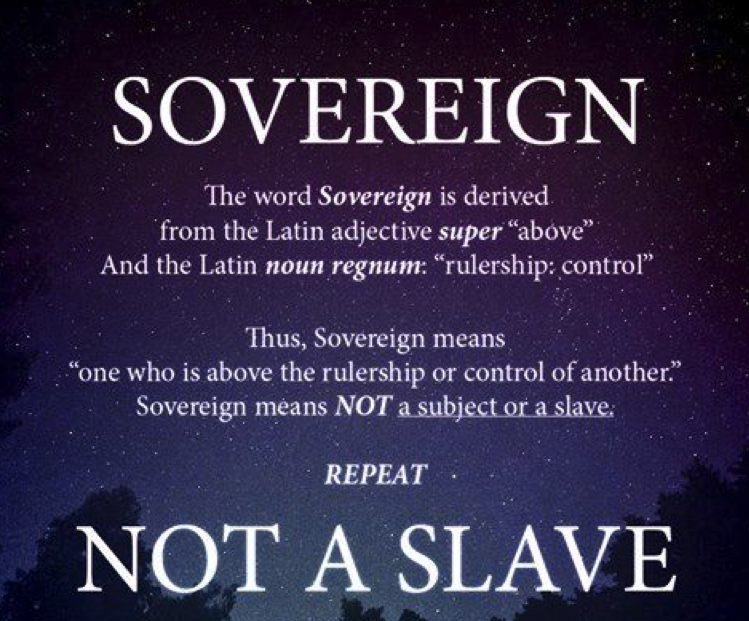 SOVEREIGN
The word Sovereign is derived
from the Latin adjective super “above”
And the Latin noun regnum: “rulership: control”
Thus, Sovereign means
“one who is above the rulership or control of another.”
Sovereign means NOT a subject or a slave.
REPEAT
NOT A SLAVE